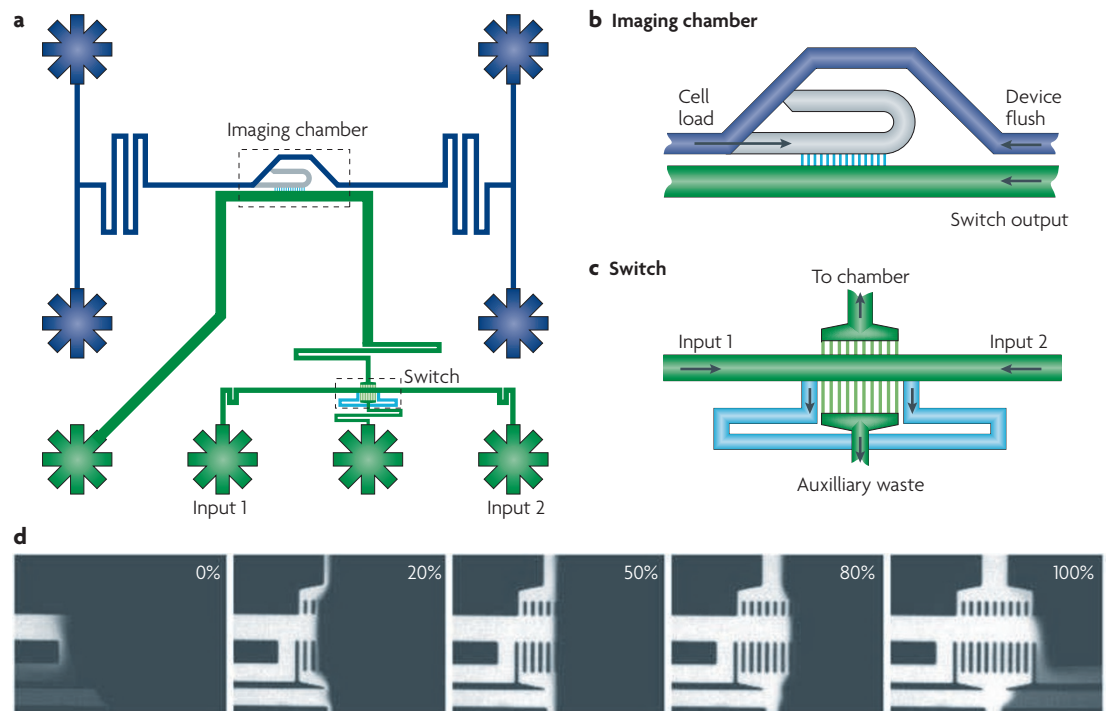 a
Imaging chamber
Switch
Input 1
Input 2
b Imaging chamber
Cell
load
Device
flush
Switch output
c Switch
To chamber
Input 1
Input 2
Auxilliary waste
d
0%
20%
50%
80%
100%